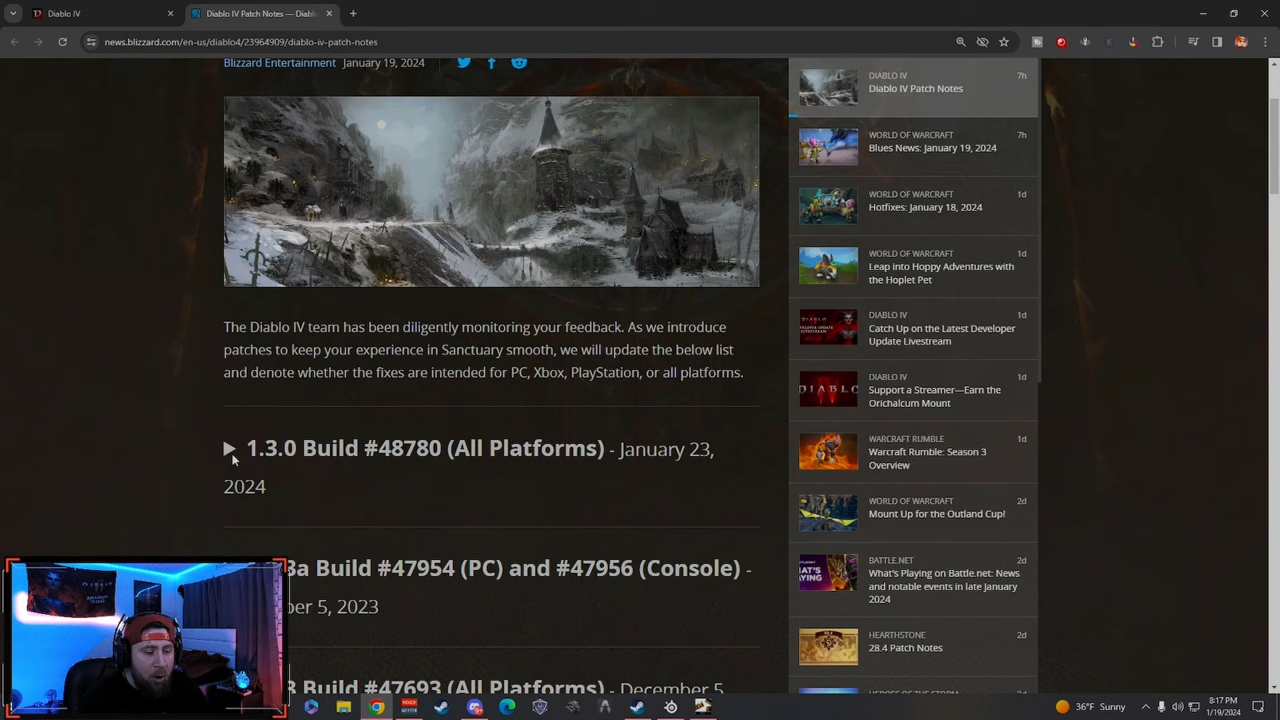 Diablo IV
Diablo IV Patch Notes — Diablo
news.blizzard.com/en-us/diablo4/23964909/diablo-iv-patch-notes
Blizzard Entertainment January 19, 2024
The Diablo IV team has been diligently monitoring your feedback. As we introduce
patches to keep your experience in Sanctuary smooth, we will update the below list
and denote whether the fixes are intended for PC, Xbox, PlayStation, or all platforms.
1.3.0 Build #48780 (All Platforms) - January 23,
2024
3a Build #47954 (PC) and #47956 (Console) -
ber 5, 2023
3 Build #47693 (All Platforms) - December 5,
DIABLO IV 7h
Diablo IV Patch Notes
WORLD OF WARCRAFT 7h
Blues News: January 19, 2024
WORLD OF WARCRAFT 1d
Hotfixes: January 18, 2024
WORLD OF WARCRAFT 1d
Leap into Hoppy Adventures with
the Hoplet Pet
DIABLO IV 1d
Catch Up on the Latest Developer
Update Livestream
DIABLO IV 1d
Support a Streamer—Earn the
Orichalcum Mount
WARCRAFT RUMBLE 1d
Warcraft Rumble: Season 3
Overview
WORLD OF WARCRAFT 2d
Mount Up for the Outland Cup!
BATTLE.NET 2d
What's Playing on Battle.net: News
and notable events in late January
2024
HEARTHSTONE 2d
28.4 Patch Notes
HEROES OF THE STORM 2d
36°F Sunny
8:17 PM
1/19/2024